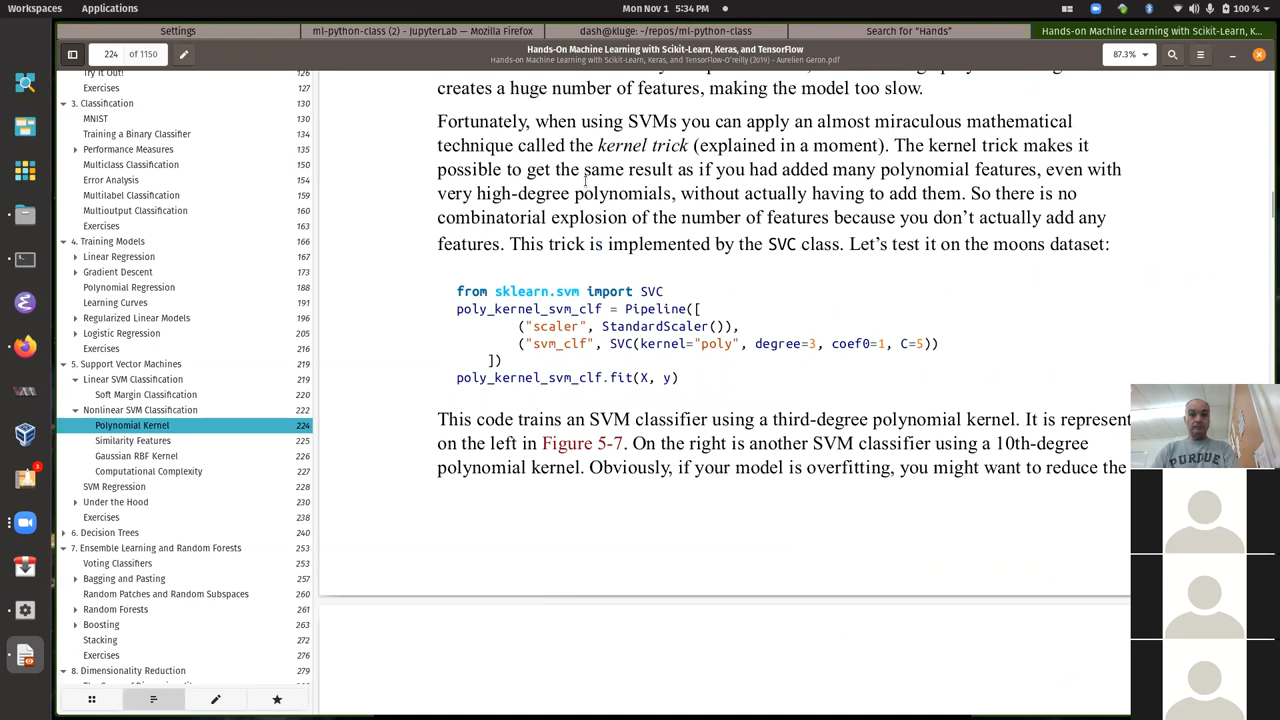 Workspaces
Applications
Mon Nov 1 5:34 PM
100 %
Settings
ml-python-class (2) - JupyterLab — Mozilla Firefox
dash@kluge: ~/repos/ml-python-class
Search for "Hands"
Hands-on Machine Learning with Scikit-Learn, K...
224
of 1150
Hands-On Machine Learning with Scikit-Learn, Keras, and TensorFlow
Hands-on Machine Learning with Scikit-Learn, Keras, and TensorFlow-O'reilly (2019) - Aurelien Geron.pdf
87.3%
Try It Out! 126
Exercises 127
3. Classification 130
MNIST 130
Training a Binary Classifier 134
Performance Measures 135
Multiclass Classification 150
Error Analysis 154
Multilabel Classification 159
Multioutput Classification 160
Exercises 163
4. Training Models 166
Linear Regression 167
Gradient Descent 173
Polynomial Regression 188
Learning Curves 191
Regularized Linear Models 196
Logistic Regression 205
Exercises 216
5. Support Vector Machines 219
Linear SVM Classification 219
Soft Margin Classification 220
Nonlinear SVM Classification 222
Polynomial Kernel 224
Similarity Features 225
Gaussian RBF Kernel 226
Computational Complexity 227
SVM Regression 228
Under the Hood 230
Exercises 238
6. Decision Trees 240
7. Ensemble Learning and Random Forests 253
Voting Classifiers 253
Bagging and Pasting 257
Random Patches and Random Subspaces 260
Random Forests 261
Boosting 263
Stacking 272
Exercises 276
8. Dimensionality Reduction 279
creates a huge number of features, making the model too slow.
Fortunately, when using SVMs you can apply an almost miraculous mathematical
technique called the kernel trick (explained in a moment). The kernel trick makes it
possible to get the same result as if you had added many polynomial features, even with
very high-degree polynomials, without actually having to add them. So there is no
combinatorial explosion of the number of features because you don't actually add any
features. This trick is implemented by the SVC class. Let's test it on the moons dataset:
from sklearn.svm import SVC
poly_kernel_svm_clf = Pipeline([
("scaler", StandardScaler()),
("svm_clf", SVC(kernel="poly", degree=3, coef0=1, C=5))
])
poly_kernel_svm_clf.fit(X, y)
This code trains an SVM classifier using a third-degree polynomial kernel. It is represent
on the left in Figure 5-7. On the right is another SVM classifier using a 10th-degree
polynomial kernel. Obviously, if your model is overfitting, you might want to reduce the
PURDUE
3